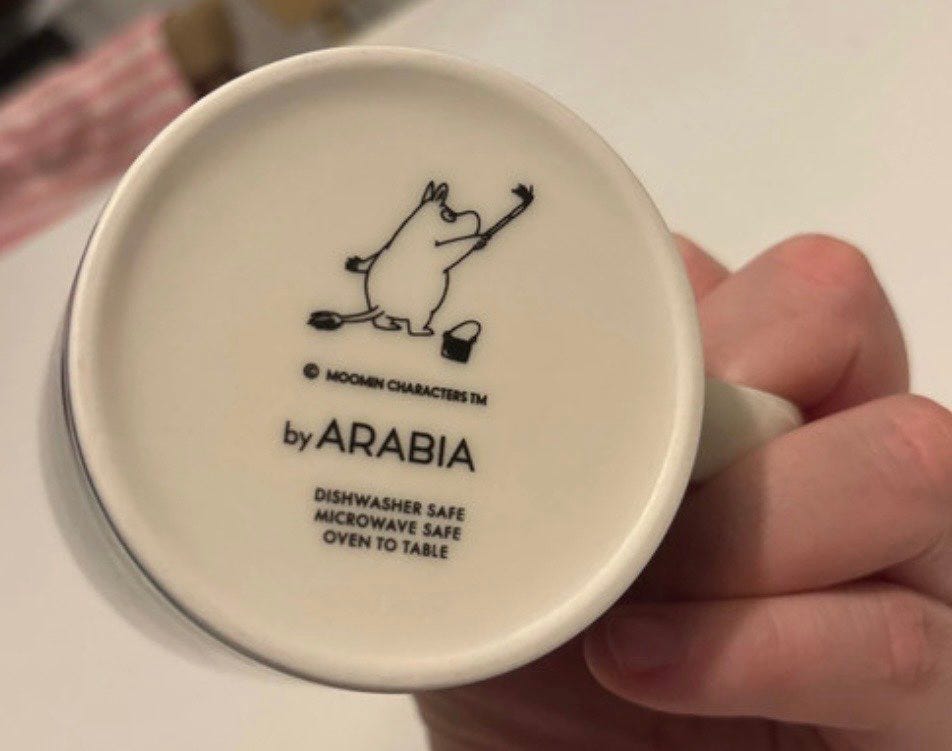 © MOOMIN CHARACTERS TM
by ARABIA
DISHWASHER SAFE
MICROWAVE SAFE
OVEN TO TABLE